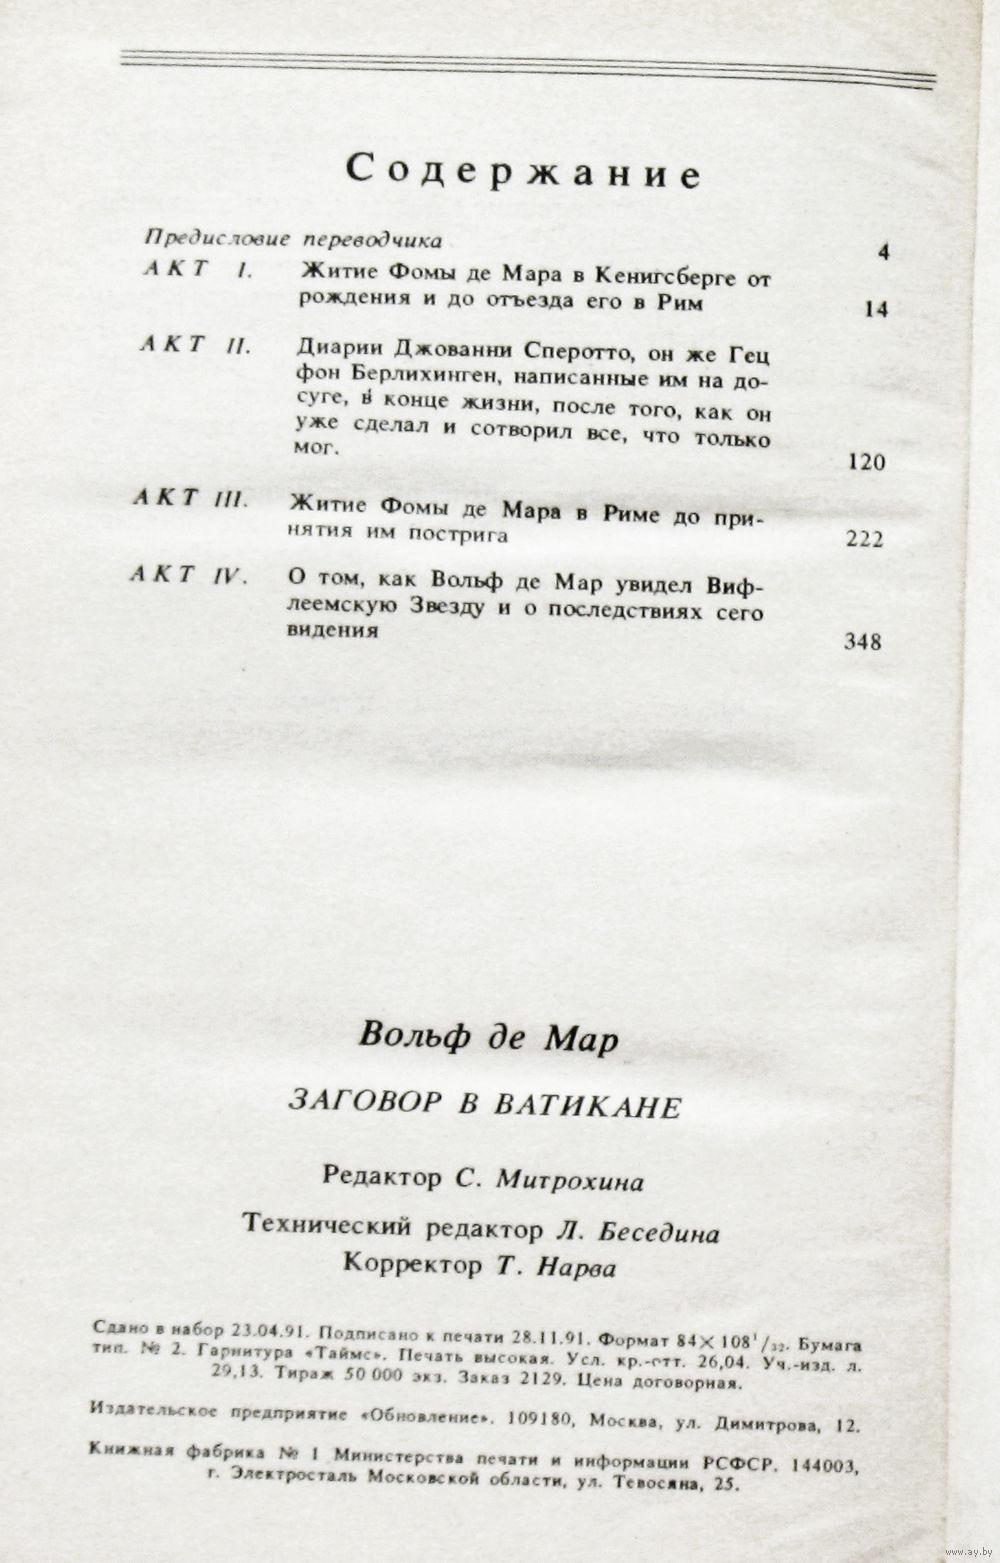 Содержание
Предисловие переводчика 4
АКТ I. Житие Фомы де Мара в Кенигсберге от
рождения и до отъезда его в Рим 14
АКТ II. Диарии Джованни Сперотто, он же Гец
фон Берлихинген, написанные им на до-
суге, в конце жизни, после того, как он
уже сделал и сотворил все, что только
мог. 120
АКТ III. Житие Фомы де Мара в Риме до при-
нятия им пострига 222
АКТ IV. О том, как Вольф де Мар увидел Виф-
леемскую Звезду и о последствиях сего
видения 348
Вольф де Мар
ЗАГОВОР В ВАТИКАНЕ
Редактор С. Митрохина
Технический редактор Л. Беседина
Корректор Т. Нарва
Сдано в набор 23.04.91. Подписано к печати 28.11.91. Формат 84×108¹/₃₂. Бумага
тип. № 2. Гарнитура «Таймс». Печать высокая. Усл. кр.-отт. 26,04. Уч.-изд. л.
29,13. Тираж 50 000 экз. Заказ 2129. Цена договорная.
Издательское предприятие «Обновление». 109180, Москва, ул. Димитрова, 12.
Книжная фабрика № 1 Министерства печати и информации РСФСР. 144003,
г. Электросталь Московской области, ул. Тевосяна, 25.
www.ay.by